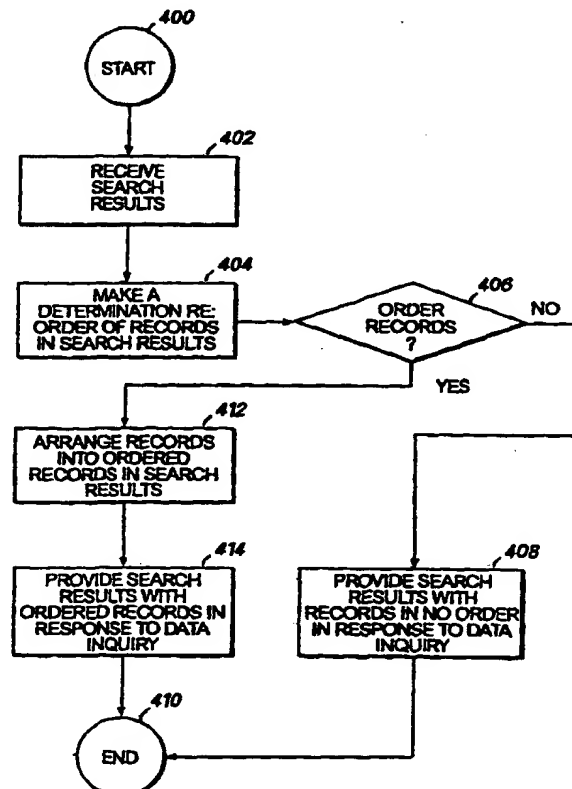 400
START
402
RECEIVE
SEARCH
RESULTS
404
MAKE A
DETERMINATION RE:
ORDER OF RECORDS
IN SEARCH RESULTS
406
ORDER
RECORDS
?
NO
YES
412
ARRANGE RECORDS
INTO ORDERED
RECORDS IN SEARCH
RESULTS
414
PROVIDE SEARCH
RESULTS WITH
ORDERED RECORDS IN
RESPONSE TO DATA
INQUIRY
408
PROVIDE SEARCH
RESULTS WITH
RECORDS IN NO ORDER
IN RESPONSE TO DATA
INQUIRY
410
END